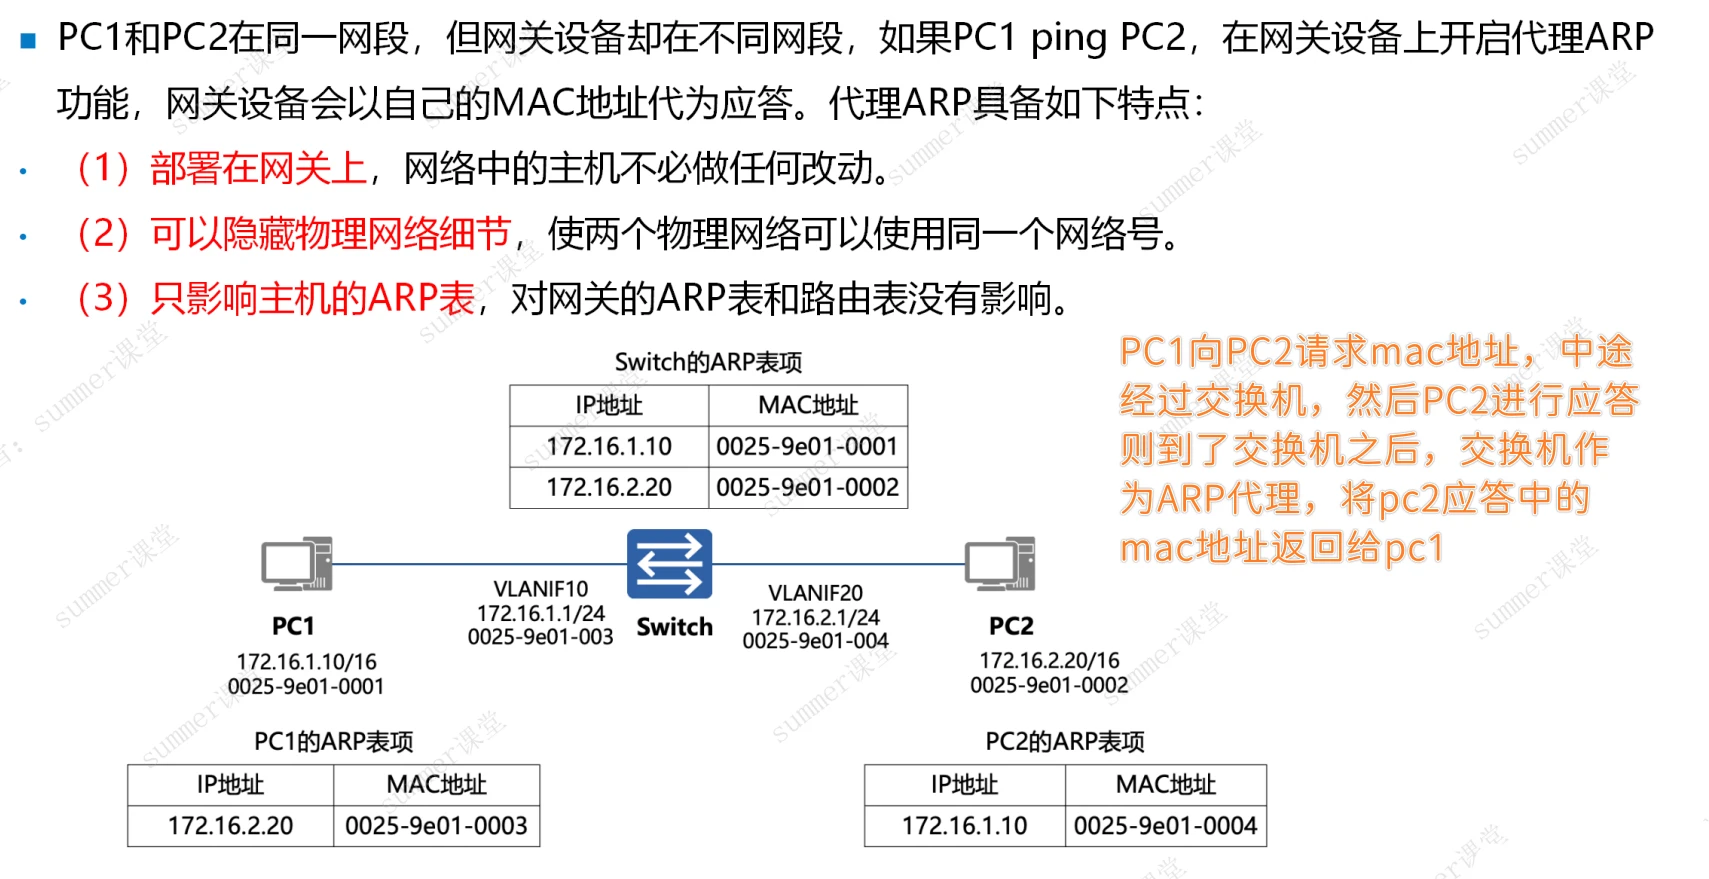 PC1和PC2在同一网段，但网关设备却在不同网段，如果PC1 ping PC2，在网关设备上开启代理ARP
功能，网关设备会以自己的MAC地址代为应答。代理ARP具备如下特点：
（1）部署在网关上，网络中的主机不必做任何改动。
（2）可以隐藏物理网络细节，使两个物理网络可以使用同一个网络号。
（3）只影响主机的ARP表，对网关的ARP表和路由表没有影响。
PC1向PC2请求mac地址，中途
经过交换机，然后PC2进行应答
则到了交换机之后，交换机作
为ARP代理，将pc2应答中的
mac地址返回给pc1
Switch的ARP表项
IP地址 MAC地址
172.16.1.10 0025-9e01-0001
172.16.2.20 0025-9e01-0002
VLANIF10
172.16.1.1/24
0025-9e01-003
Switch
VLANIF20
172.16.2.1/24
0025-9e01-004
PC1
172.16.1.10/16
0025-9e01-0001
PC2
172.16.2.20/16
0025-9e01-0002
PC1的ARP表项
IP地址 MAC地址
172.16.2.20 0025-9e01-0003
PC2的ARP表项
IP地址 MAC地址
172.16.1.10 0025-9e01-0004
summer课堂